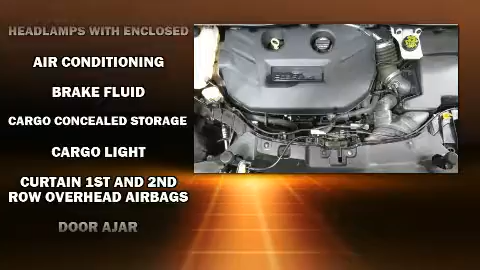 HEADLAMPS WITH ENCLOSED
AIR CONDITIONING
BRAKE FLUID
CARGO CONCEALED STORAGE
CARGO LIGHT
CURTAIN 1ST AND 2ND
ROW OVERHEAD AIRBAGS
DOOR AJAR